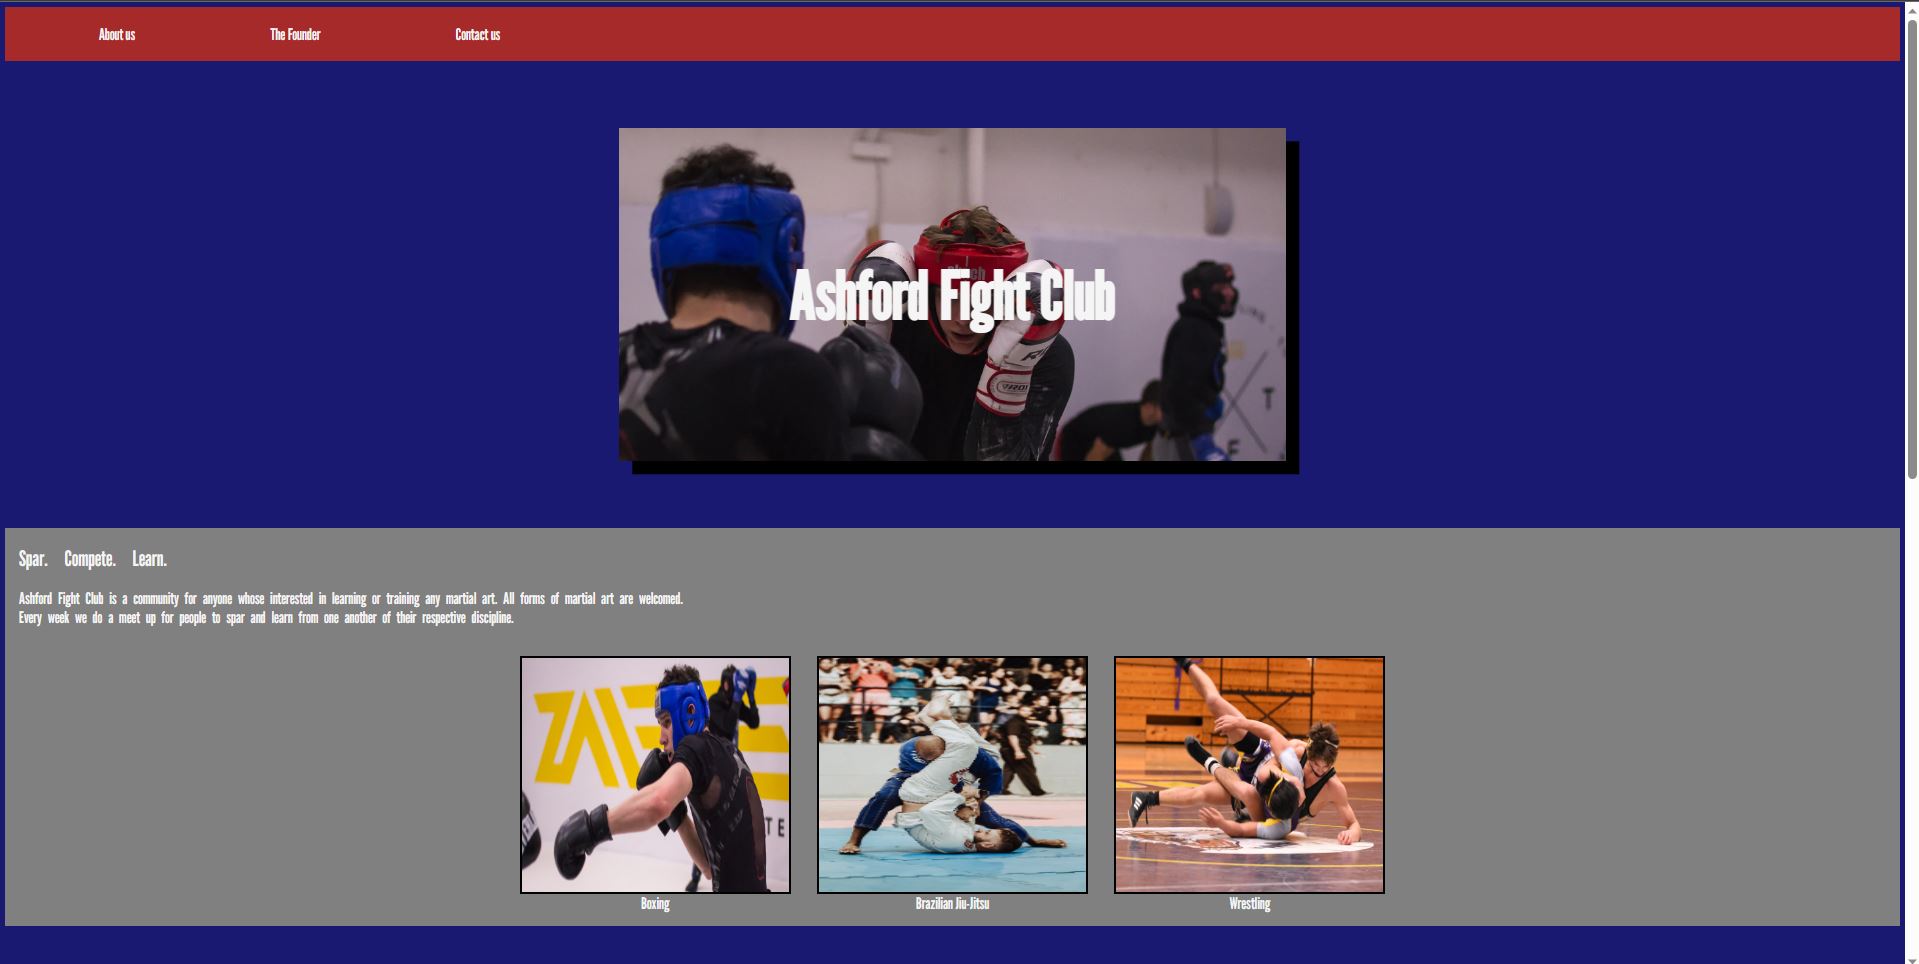 About us The Founder Contact us
Ashford Fight Club
Spar. Compete. Learn.
Ashford Fight Club is a community for anyone whose interested in learning or training any martial art. All forms of martial art are welcomed.
Every week we do a meet up for people to spar and learn from one another of their respective discipline.
Boxing Brazilian Jiu-Jitsu Wrestling